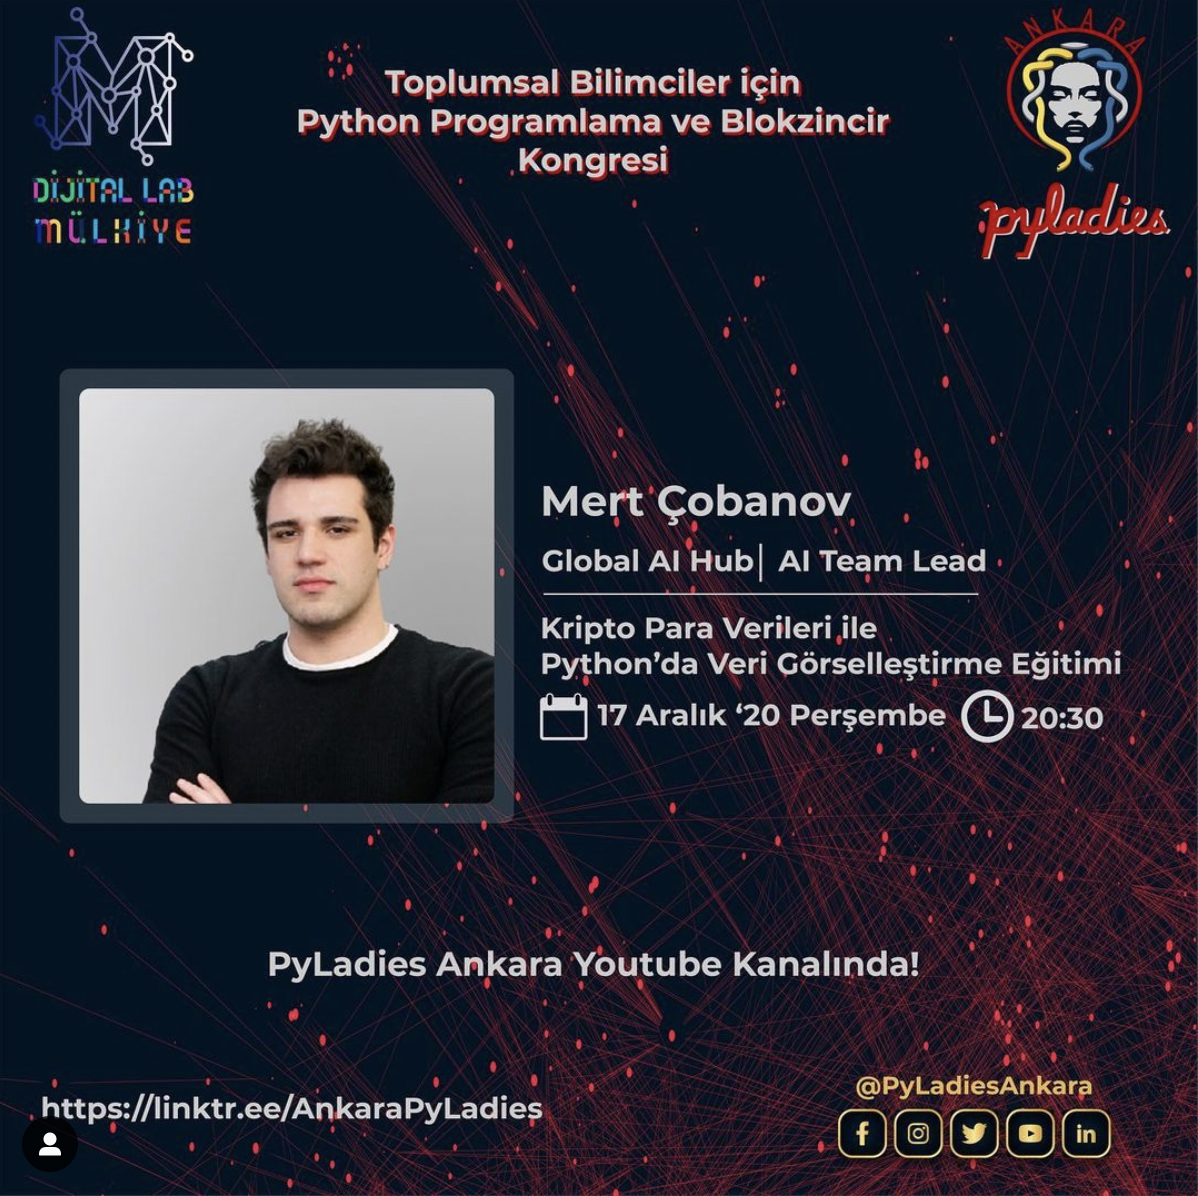 DİJİTAL LAB
MÜLKİYE
Toplumsal Bilimciler için
Python Programlama ve Blokzincir
Kongresi
ANKARA
pyladies
Mert Çobanov
Global AI Hub| AI Team Lead
Kripto Para Verileri ile
Python’da Veri Görselleştirme Eğitimi
17 Aralık ‘20 Perşembe 20:30
PyLadies Ankara Youtube Kanalında!
https://linktr.ee/AnkaraPyLadies
@PyLadiesAnkara